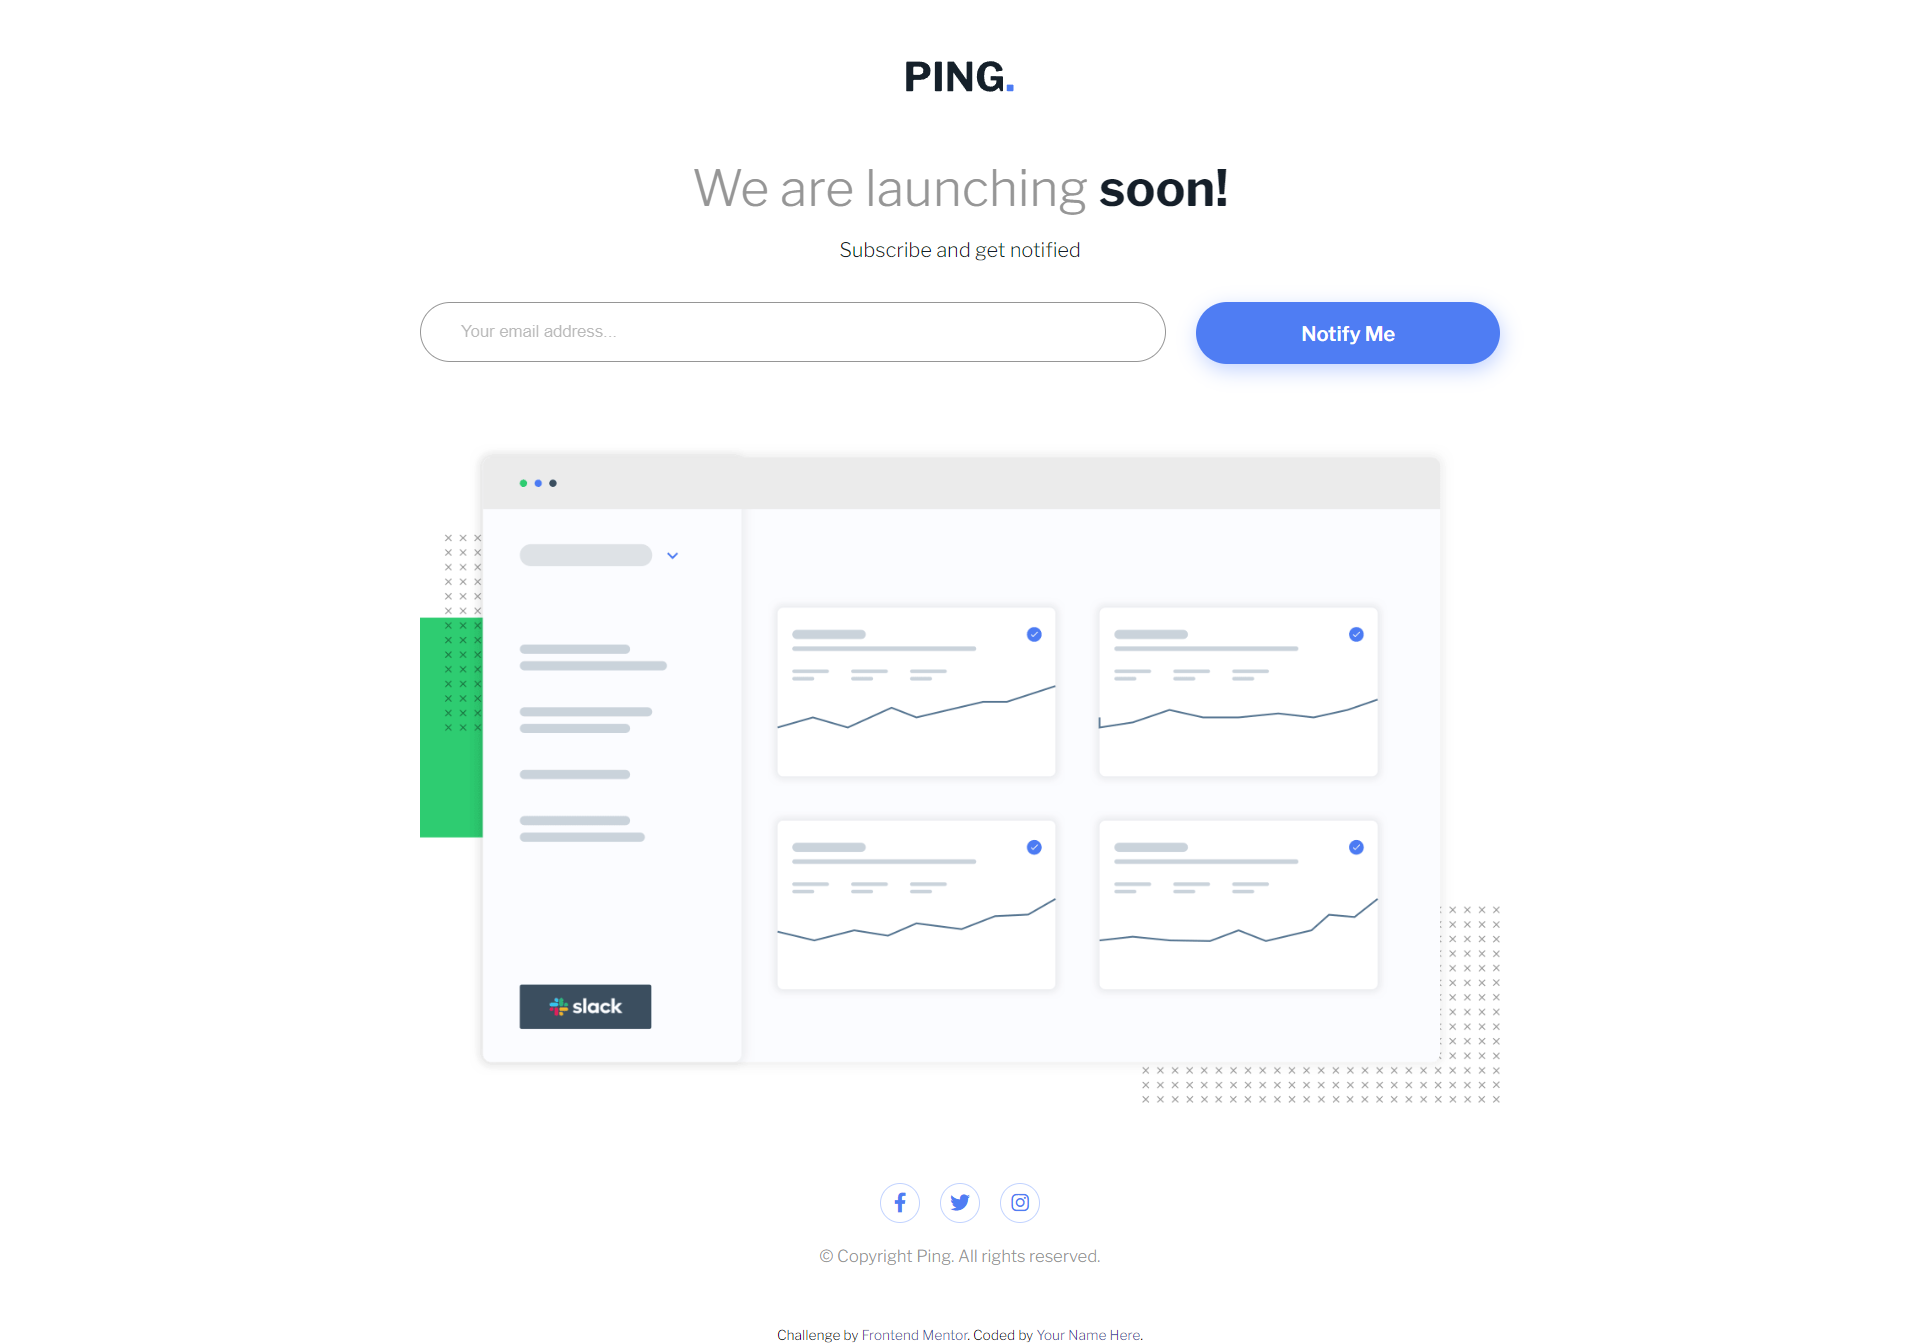 PING.
We are launching soon!
Subscribe and get notified
Your email address...
Notify Me
slack
© Copyright Ping. All rights reserved.
Challenge by Frontend Mentor. Coded by Your Name Here.